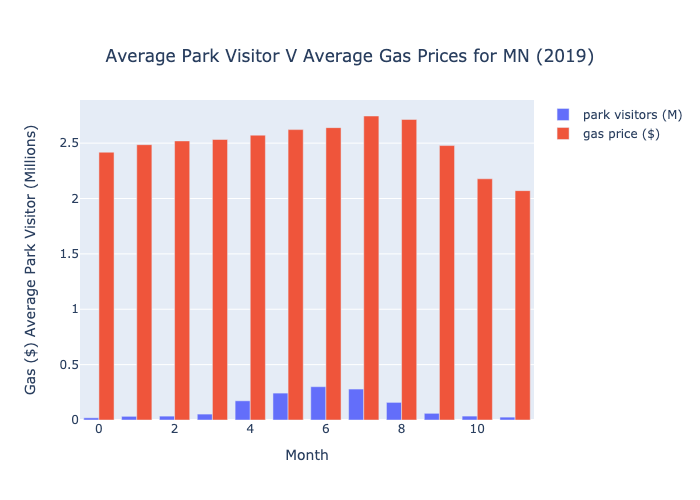 Average Park Visitor V Average Gas Prices for MN (2019)
park visitors (M)
gas price ($)
Gas ($) Average Park Visitor (Millions)
2.5
2
1.5
1
0.5
0
0 2 4 6 8 10
Month